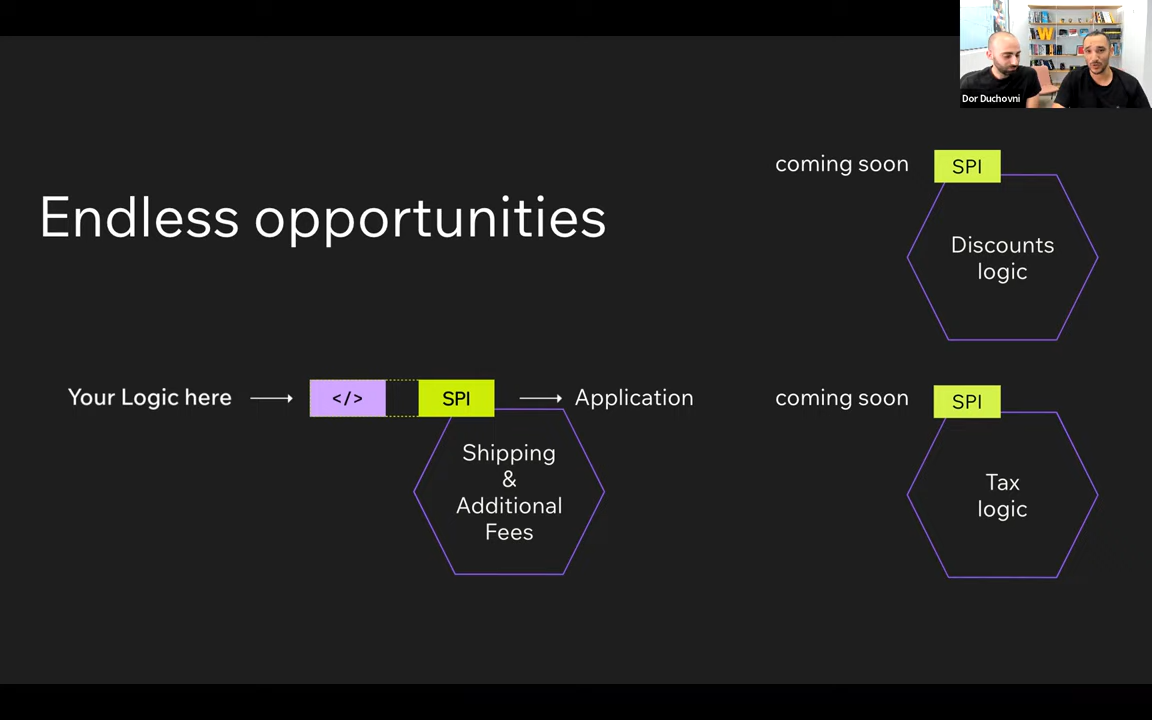 Dor Duchovni
Endless opportunities
coming soon
SPI
Discounts
logic
Your Logic here
</>
SPI
Application
Shipping
&
Additional
Fees
coming soon
SPI
Tax
logic